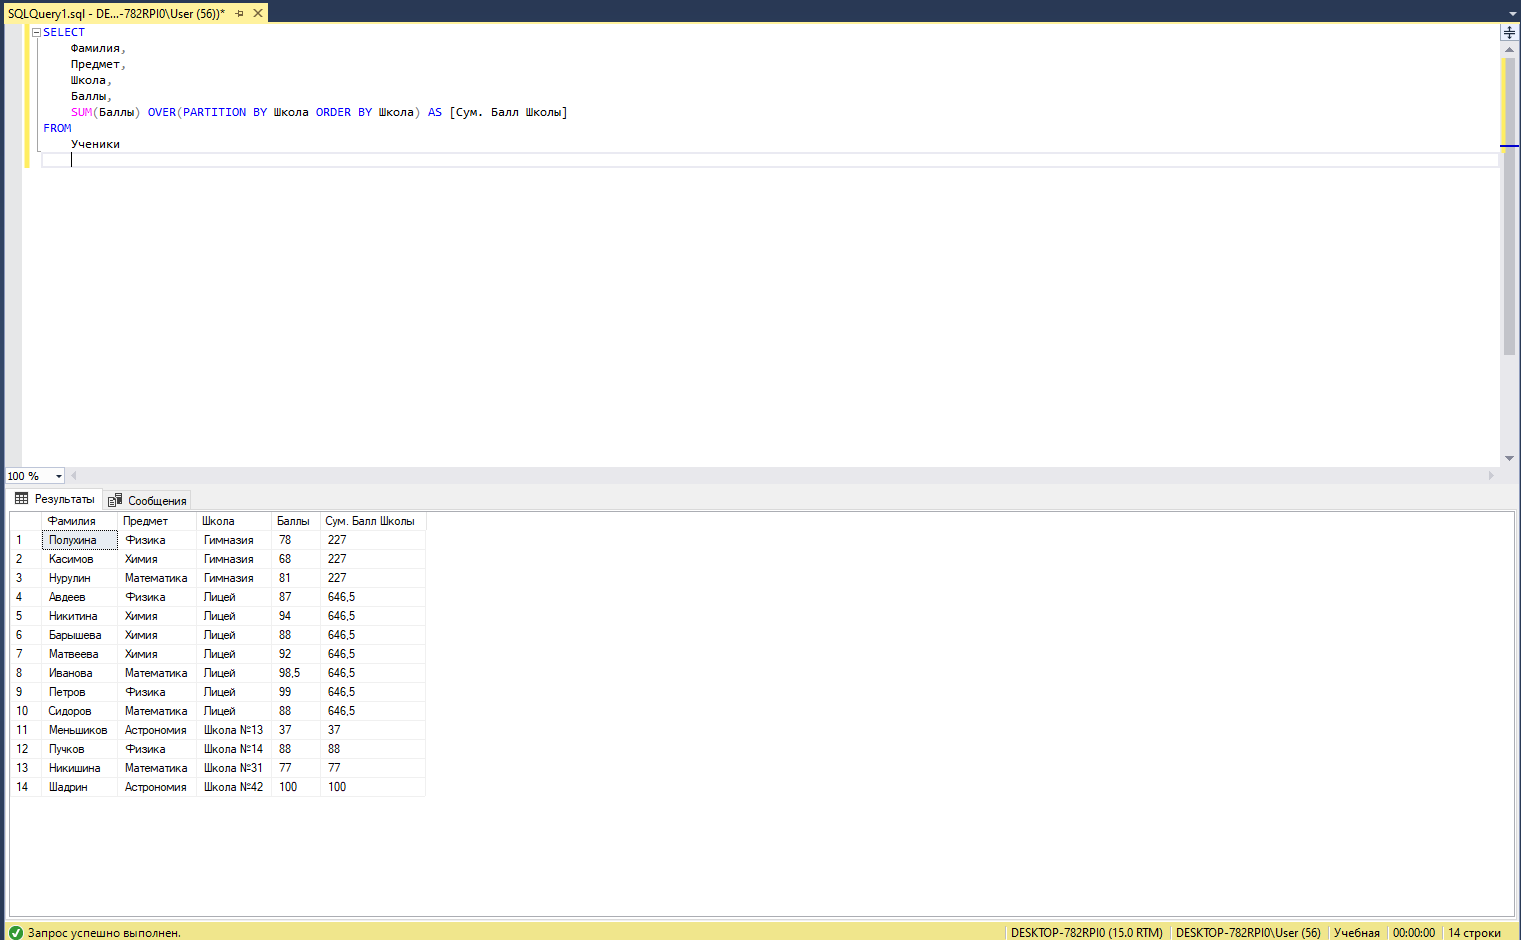 SQLQuery1.sql - DE...-782RPI0\User (56))*
SELECT
Фамилия,
Предмет,
Школа,
Баллы,
SUM(Баллы) OVER(PARTITION BY Школа ORDER BY Школа) AS [Сум. Балл Школы]
FROM
Ученики
100 %
Результаты Сообщения
Фамилия Предмет Школа Баллы Сум. Балл Школы
1 Полухина Физика Гимназия 78 227
2 Касимов Химия Гимназия 68 227
3 Нурулин Математика Гимназия 81 227
4 Авдеев Физика Лицей 87 646,5
5 Никитина Химия Лицей 94 646,5
6 Барышева Химия Лицей 88 646,5
7 Матвеева Химия Лицей 92 646,5
8 Иванова Математика Лицей 98,5 646,5
9 Петров Физика Лицей 99 646,5
10 Сидоров Математика Лицей 88 646,5
11 Меньшиков Астрономия Школа №13 37 37
12 Пучков Физика Школа №14 88 88
13 Никишина Математика Школа №31 77 77
14 Шадрин Астрономия Школа №42 100 100
Запрос успешно выполнен. DESKTOP-782RPI0 (15.0 RTM) DESKTOP-782RPI0\User (56) Учебная 00:00:00 14 строки